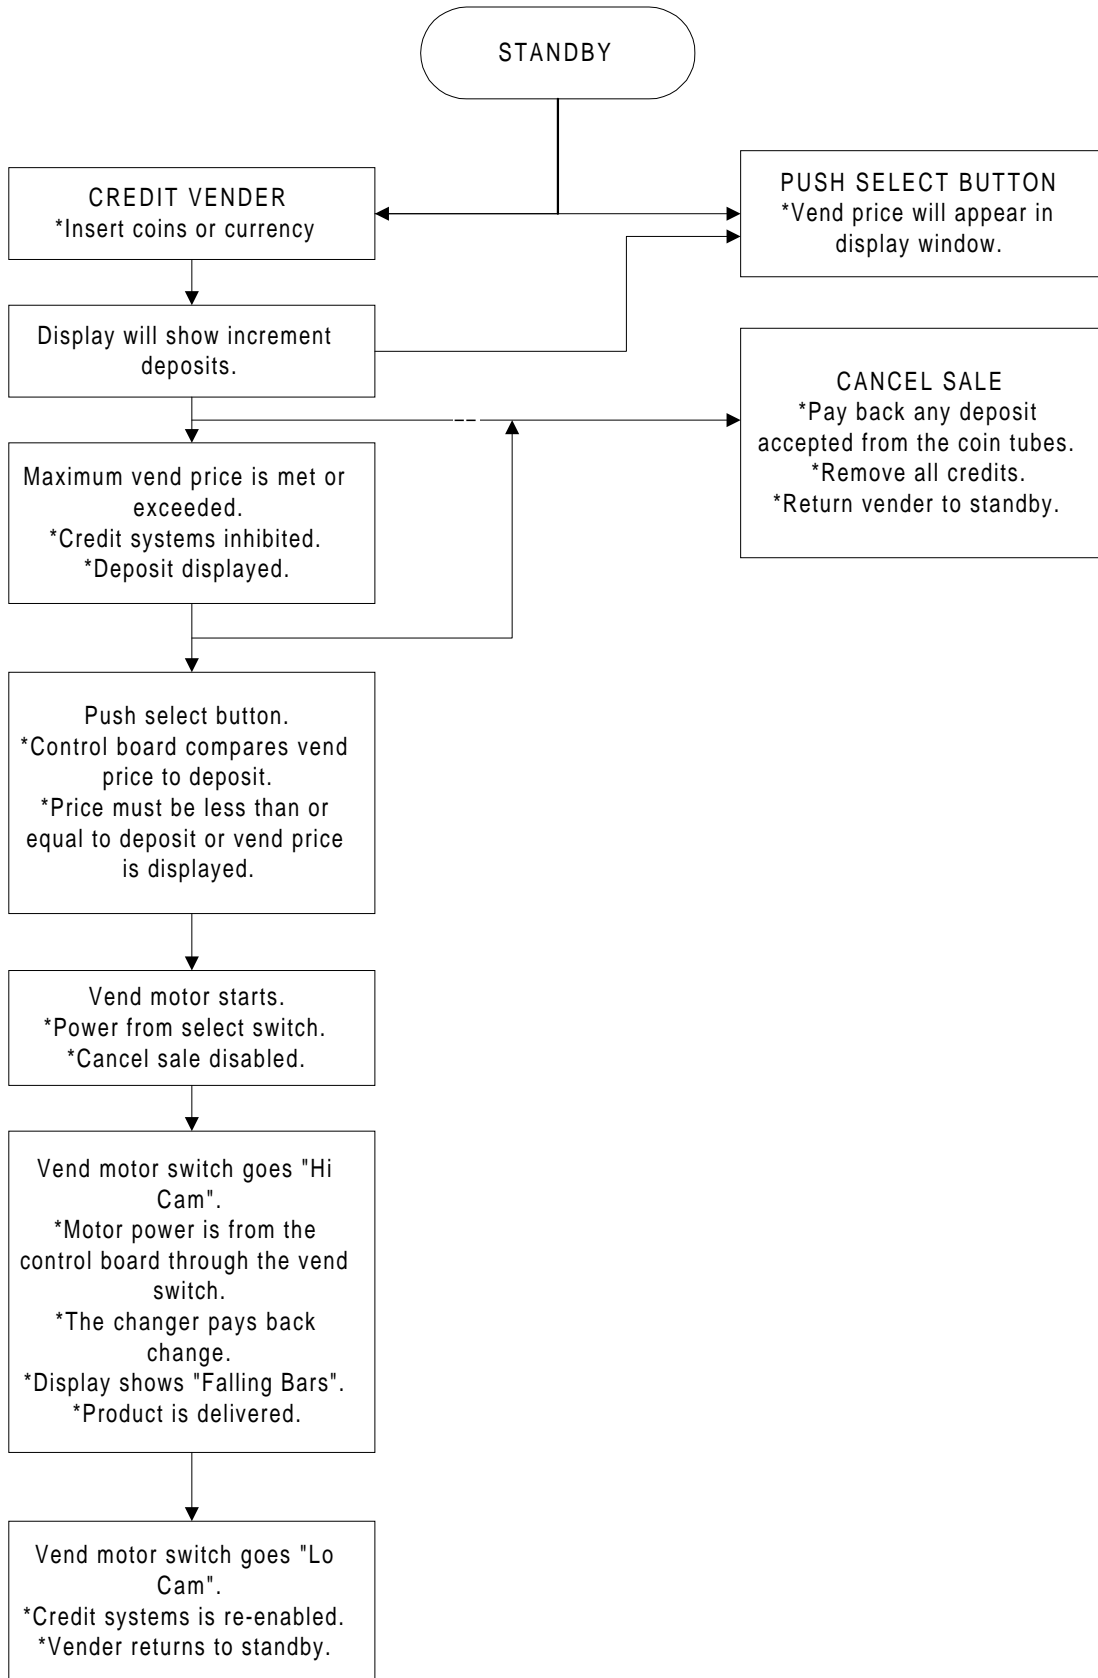 STANDBY
CREDIT VENDER
*Insert coins or currency
PUSH SELECT BUTTON
*Vend price will appear in
display window.
Display will show increment
deposits.
CANCEL SALE
*Pay back any deposit
accepted from the coin tubes.
*Remove all credits.
*Return vender to standby.
Maximum vend price is met or
exceeded.
*Credit systems inhibited.
*Deposit displayed.
Push select button.
*Control board compares vend
price to deposit.
*Price must be less than or
equal to deposit or vend price
is displayed.
Vend motor starts.
*Power from select switch.
*Cancel sale disabled.
Vend motor switch goes "Hi
Cam".
*Motor power is from the
control board through the vend
switch.
*The changer pays back
change.
*Display shows "Falling Bars".
*Product is delivered.
Vend motor switch goes "Lo
Cam".
*Credit systems is re-enabled.
*Vender returns to standby.